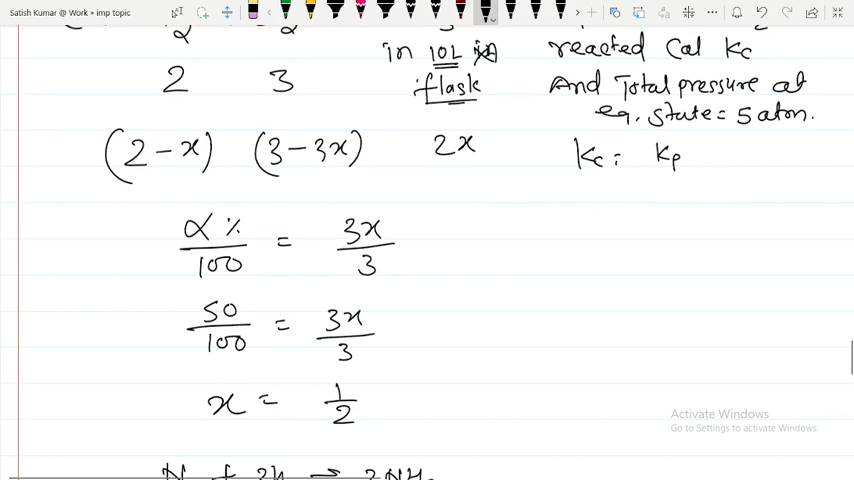 Satish Kumar @ Work » imp topic
in 10L in
flask
reacted Cal Kc
And Total pressure at
eq. state = 5 atm.
2 3
(2-x) (3-3x) 2x
Kc = Kp
α % / 100 = 3x / 3
50 / 100 = 3x / 3
x = 1/2
Activate Windows
Go to Settings to activate Windows.